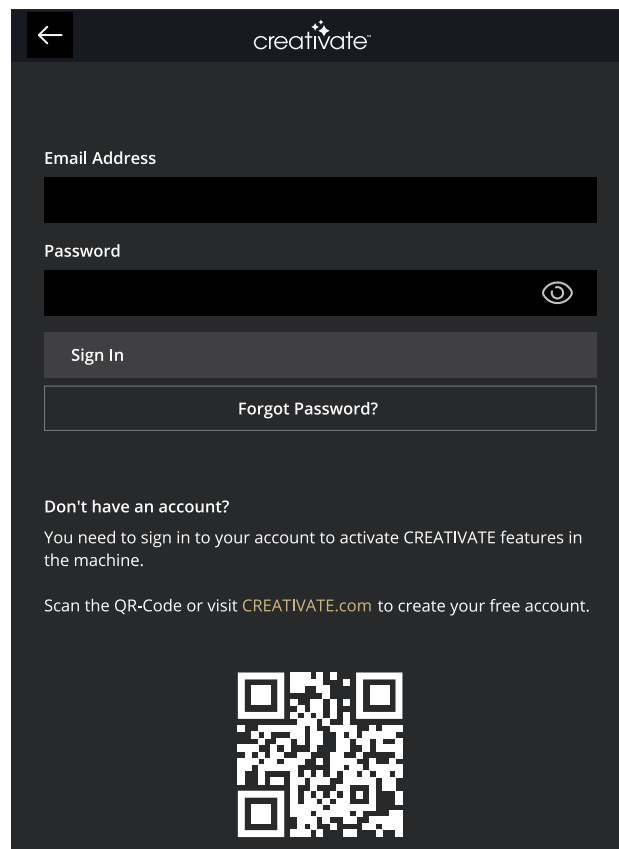 creativate™
Email Address
Password
Sign In
Forgot Password?
Don't have an account?
You need to sign in to your account to activate CREATIVATE features in
the machine.
Scan the QR-Code or visit CREATIVATE.com to create your free account.